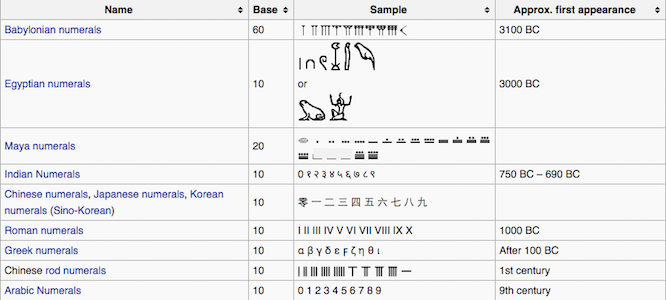 Name Base Sample Approx. first appearance
Babylonian numerals 60 3100 BC
Egyptian numerals 10 or 3000 BC
Maya numerals 20
Indian Numerals 10 ० १ २ ३ ४ ५ ६ ७ ८ ९ 750 BC – 690 BC
Chinese numerals, Japanese numerals, Korean
numerals (Sino-Korean) 10 零 一 二 三 四 五 六 七 八 九
Roman numerals 10 I II III IV V VI VII VIII IX X 1000 BC
Greek numerals 10 α β γ δ ε ϝ ζ η θ ι After 100 BC
Chinese rod numerals 10 1st century
Arabic Numerals 10 0 1 2 3 4 5 6 7 8 9 9th century